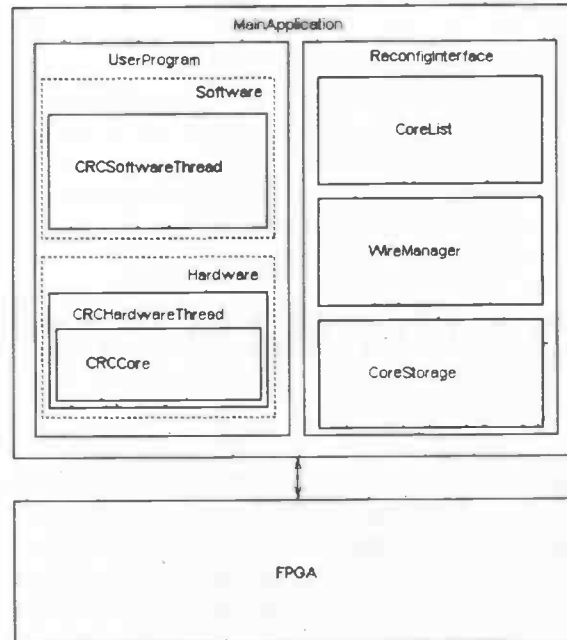 MainApplication
UserProgram
Software
CRCSoftwareThread
Hardware
CRCHardwareThread
CRCCore
ReconfigInterface
CoreList
WireManager
CoreStorage
FPGA